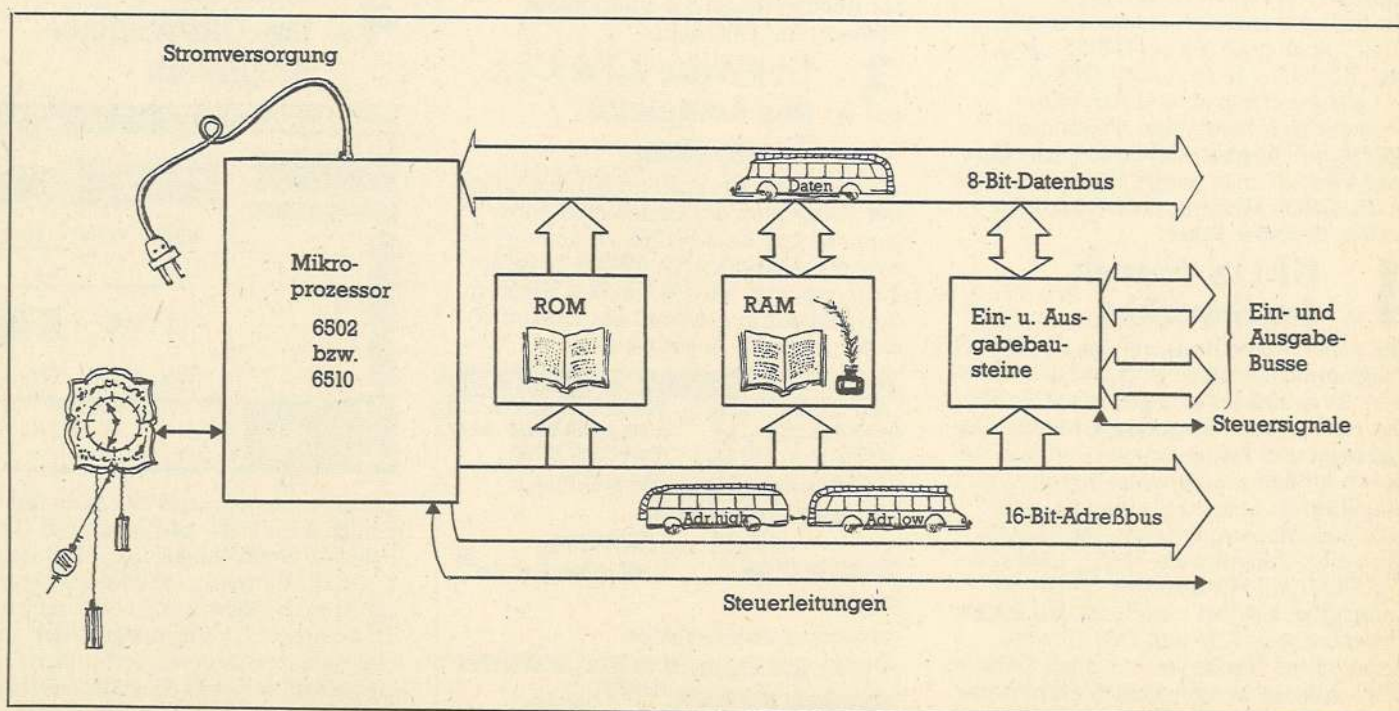 Stromversorgung
Daten
8-Bit-Datenbus
Mikro-
prozessor
6502
bzw.
6510
ROM
RAM
Ein- u. Aus-
gabebau-
steine
Ein- und
Ausgabe-
Busse
Steuersignale
Adr.high
Adr.low
16-Bit-Adreßbus
Steuerleitungen